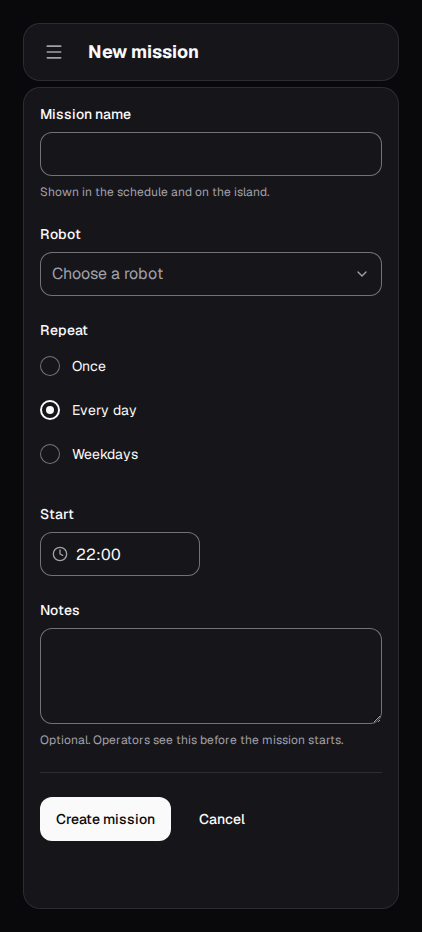 New mission
Mission name
Shown in the schedule and on the island.
Robot
Choose a robot
Repeat
Once
Every day
Weekdays
Start
22:00
Notes
Optional. Operators see this before the mission starts.
Create mission
Cancel